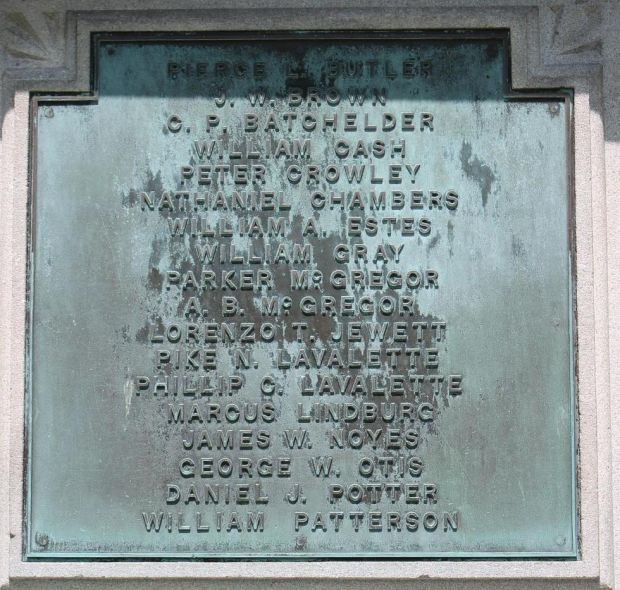 PIERCE L. BUTLER
J. W. BROWN
C. P. BATCHELDER
WILLIAM CASH
PETER CROWLEY
NATHANIEL CHAMBERS
WILLIAM A. ESTES
WILLIAM GRAY
PARKER McGREGOR
A. B. McGREGOR
LORENZO T. JEWETT
PIKE N. LAVALETTE
PHILLIP C. LAVALETTE
MARCUS LINDBURG
JAMES W. NOYES
GEORGE W. OTIS
DANIEL J. POTTER
WILLIAM PATTERSON